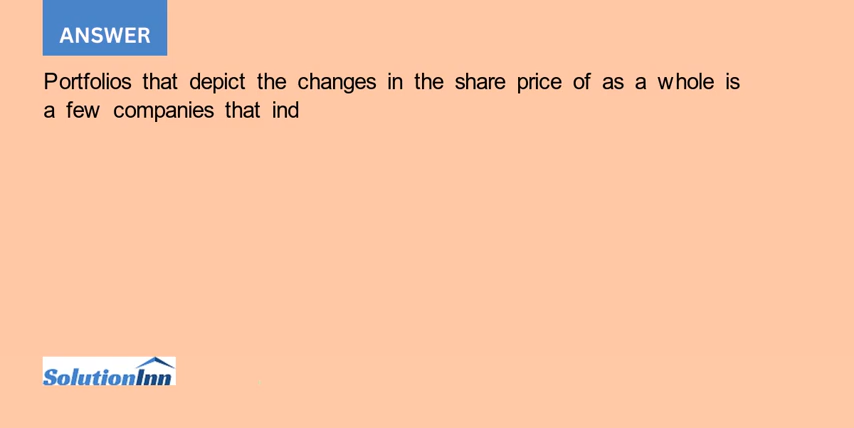 ANSWER
Portfolios that depict the changes in the share price of as a whole is
a few companies that ind
SolutionInn